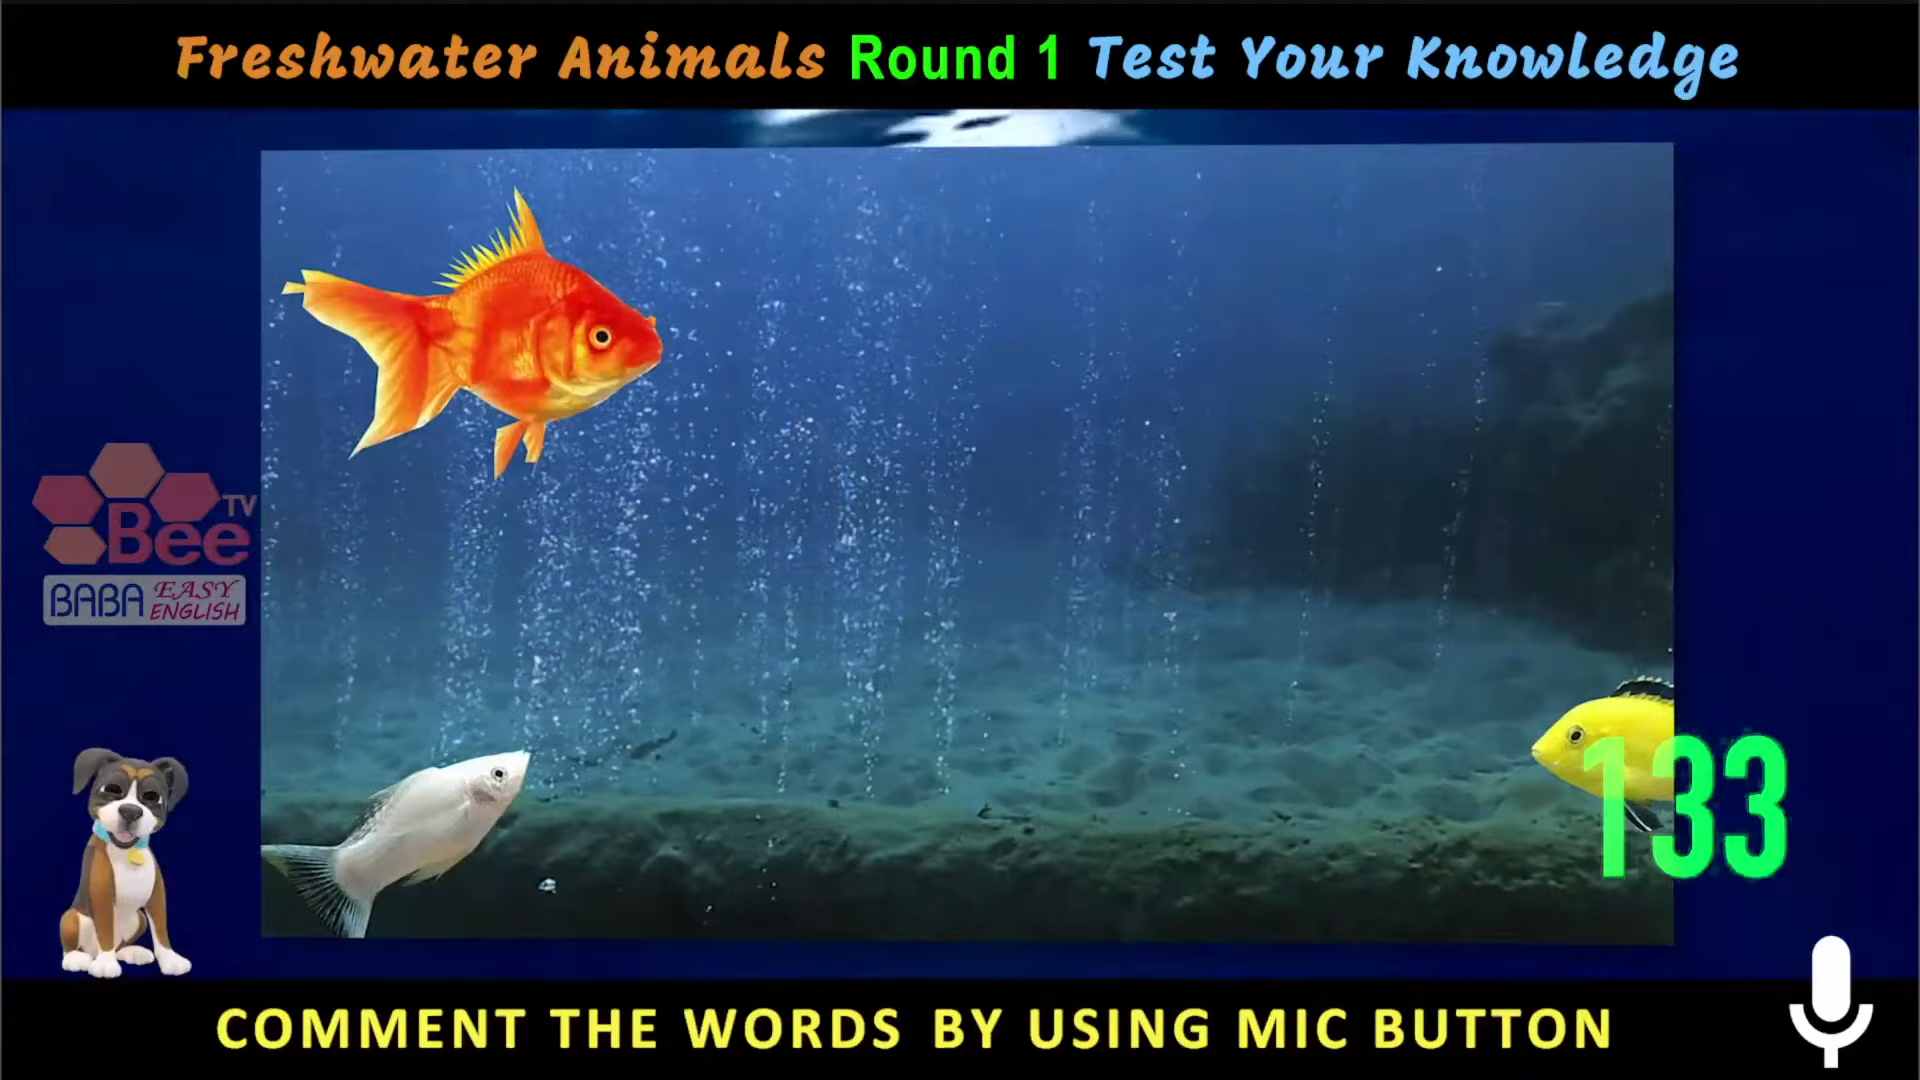 Freshwater Animals Round 1 Test Your Knowledge
Bee TV
BABA EASY ENGLISH
133
COMMENT THE WORDS BY USING MIC BUTTON